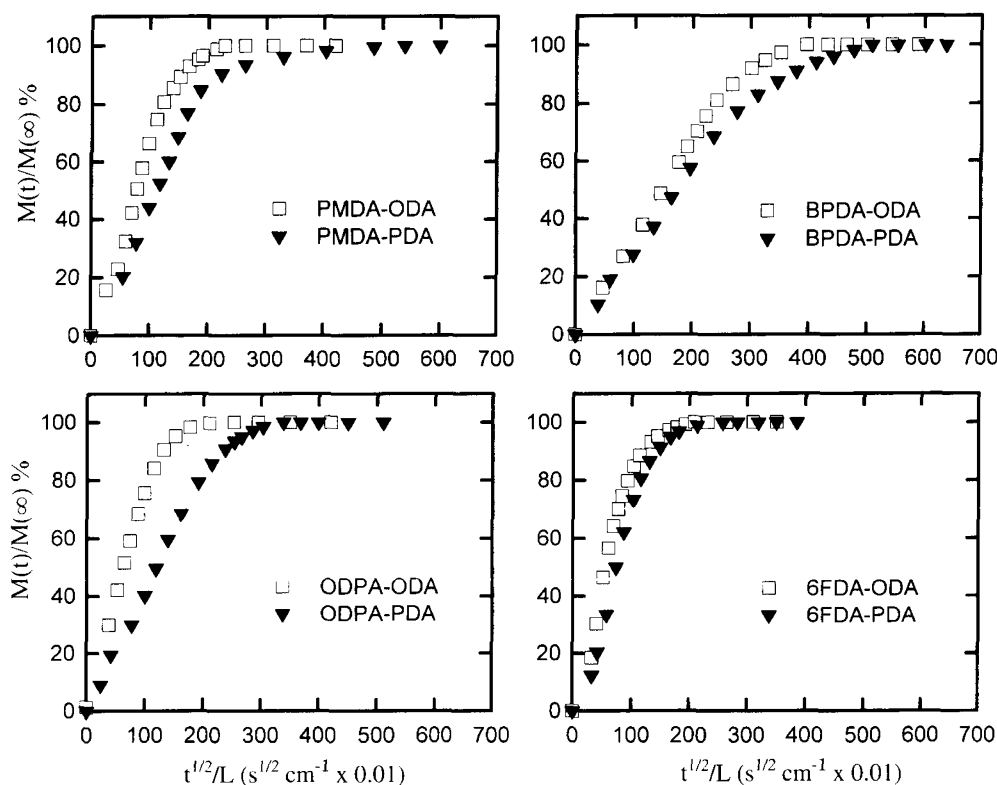 M(t)/M(∞) %
100
80
60
40
20
0
□ PMDA-ODA
▼ PMDA-PDA
0 100 200 300 400 500 600 700
100
80
60
40
20
0
□ BPDA-ODA
▼ BPDA-PDA
0 100 200 300 400 500 600 700
M(t)/M(∞) %
100
80
60
40
20
0
□ ODPA-ODA
▼ ODPA-PDA
0 100 200 300 400 500 600 700
t^{1/2}/L (s^{1/2} cm^{-1} x 0.01)
100
80
60
40
20
0
□ 6FDA-ODA
▼ 6FDA-PDA
0 100 200 300 400 500 600 700
t^{1/2}/L (s^{1/2} cm^{-1} x 0.01)